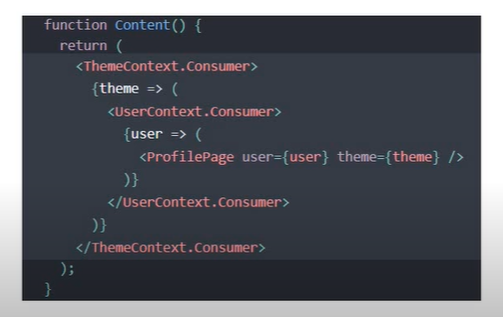 function Content() {
  return (
    <ThemeContext.Consumer>
      {theme => (
        <UserContext.Consumer>
          {user => (
            <ProfilePage user={user} theme={theme} />
          )}
        </UserContext.Consumer>
      )}
    </ThemeContext.Consumer>
  );
}